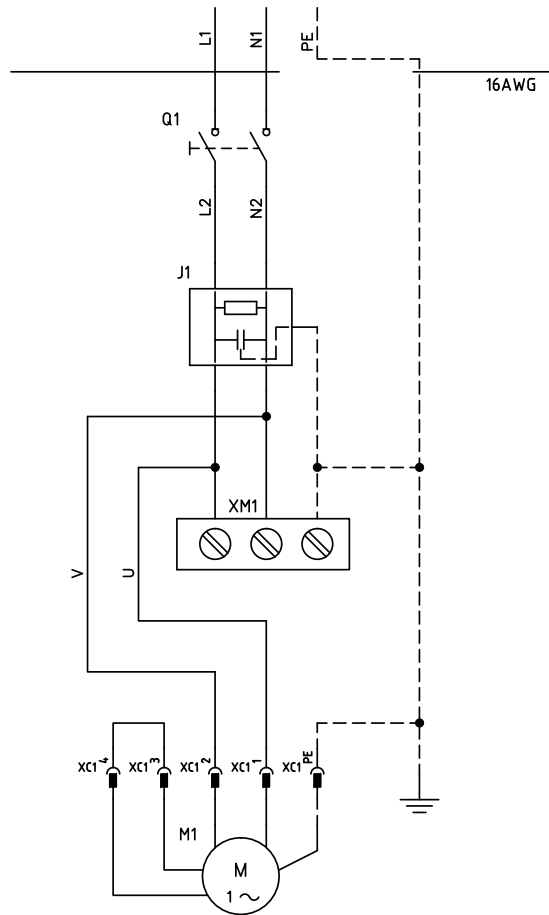 L1
N1
PE
16AWG
Q1
L2
N2
J1
XM1
V
U
XC1 4
XC1 3
XC1 2
XC1 1
XC1 PE
M1
M
1 ~